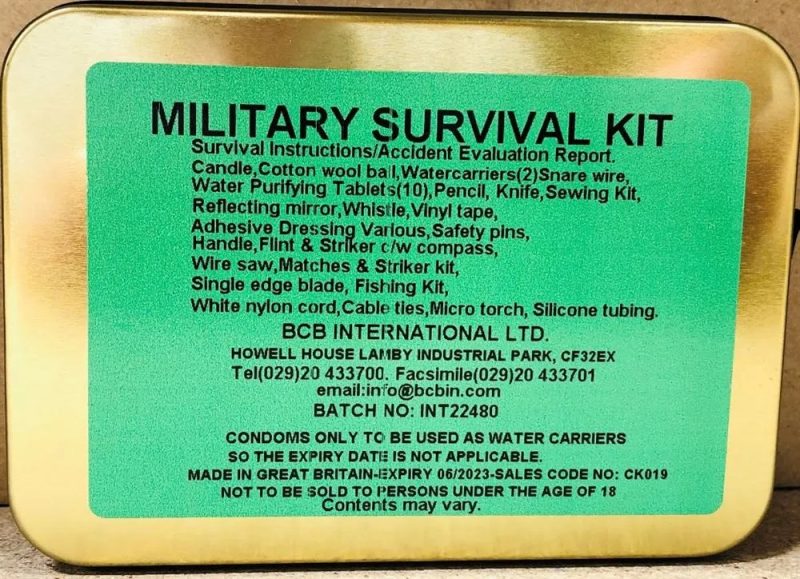 MILITARY SURVIVAL KIT
Survival Instructions/Accident Evaluation Report.
Candle,Cotton wool ball,Watercarriers(2)Snare wire,
Water Purifying Tablets(10),Pencil, Knife,Sewing Kit,
Reflecting mirror,Whistle,Vinyl tape,
Adhesive Dressing Various,Safety pins,
Handle,Flint & Striker c/w compass,
Wire saw,Matches & Striker kit,
Single edge blade, Fishing Kit,
White nylon cord,Cable ties,Micro torch, Silicone tubing.
BCB INTERNATIONAL LTD.
HOWELL HOUSE LAMBY INDUSTRIAL PARK, CF32EX
Tel(029)20 433700. Facsimile(029)20 433701
email:info@bcbin.com
BATCH NO: INT22480
CONDOMS ONLY TO BE USED AS WATER CARRIERS
SO THE EXPIRY DATE IS NOT APPLICABLE.
MADE IN GREAT BRITAIN-EXPIRY 06/2023-SALES CODE NO: CK019
NOT TO BE SOLD TO PERSONS UNDER THE AGE OF 18
Contents may vary.